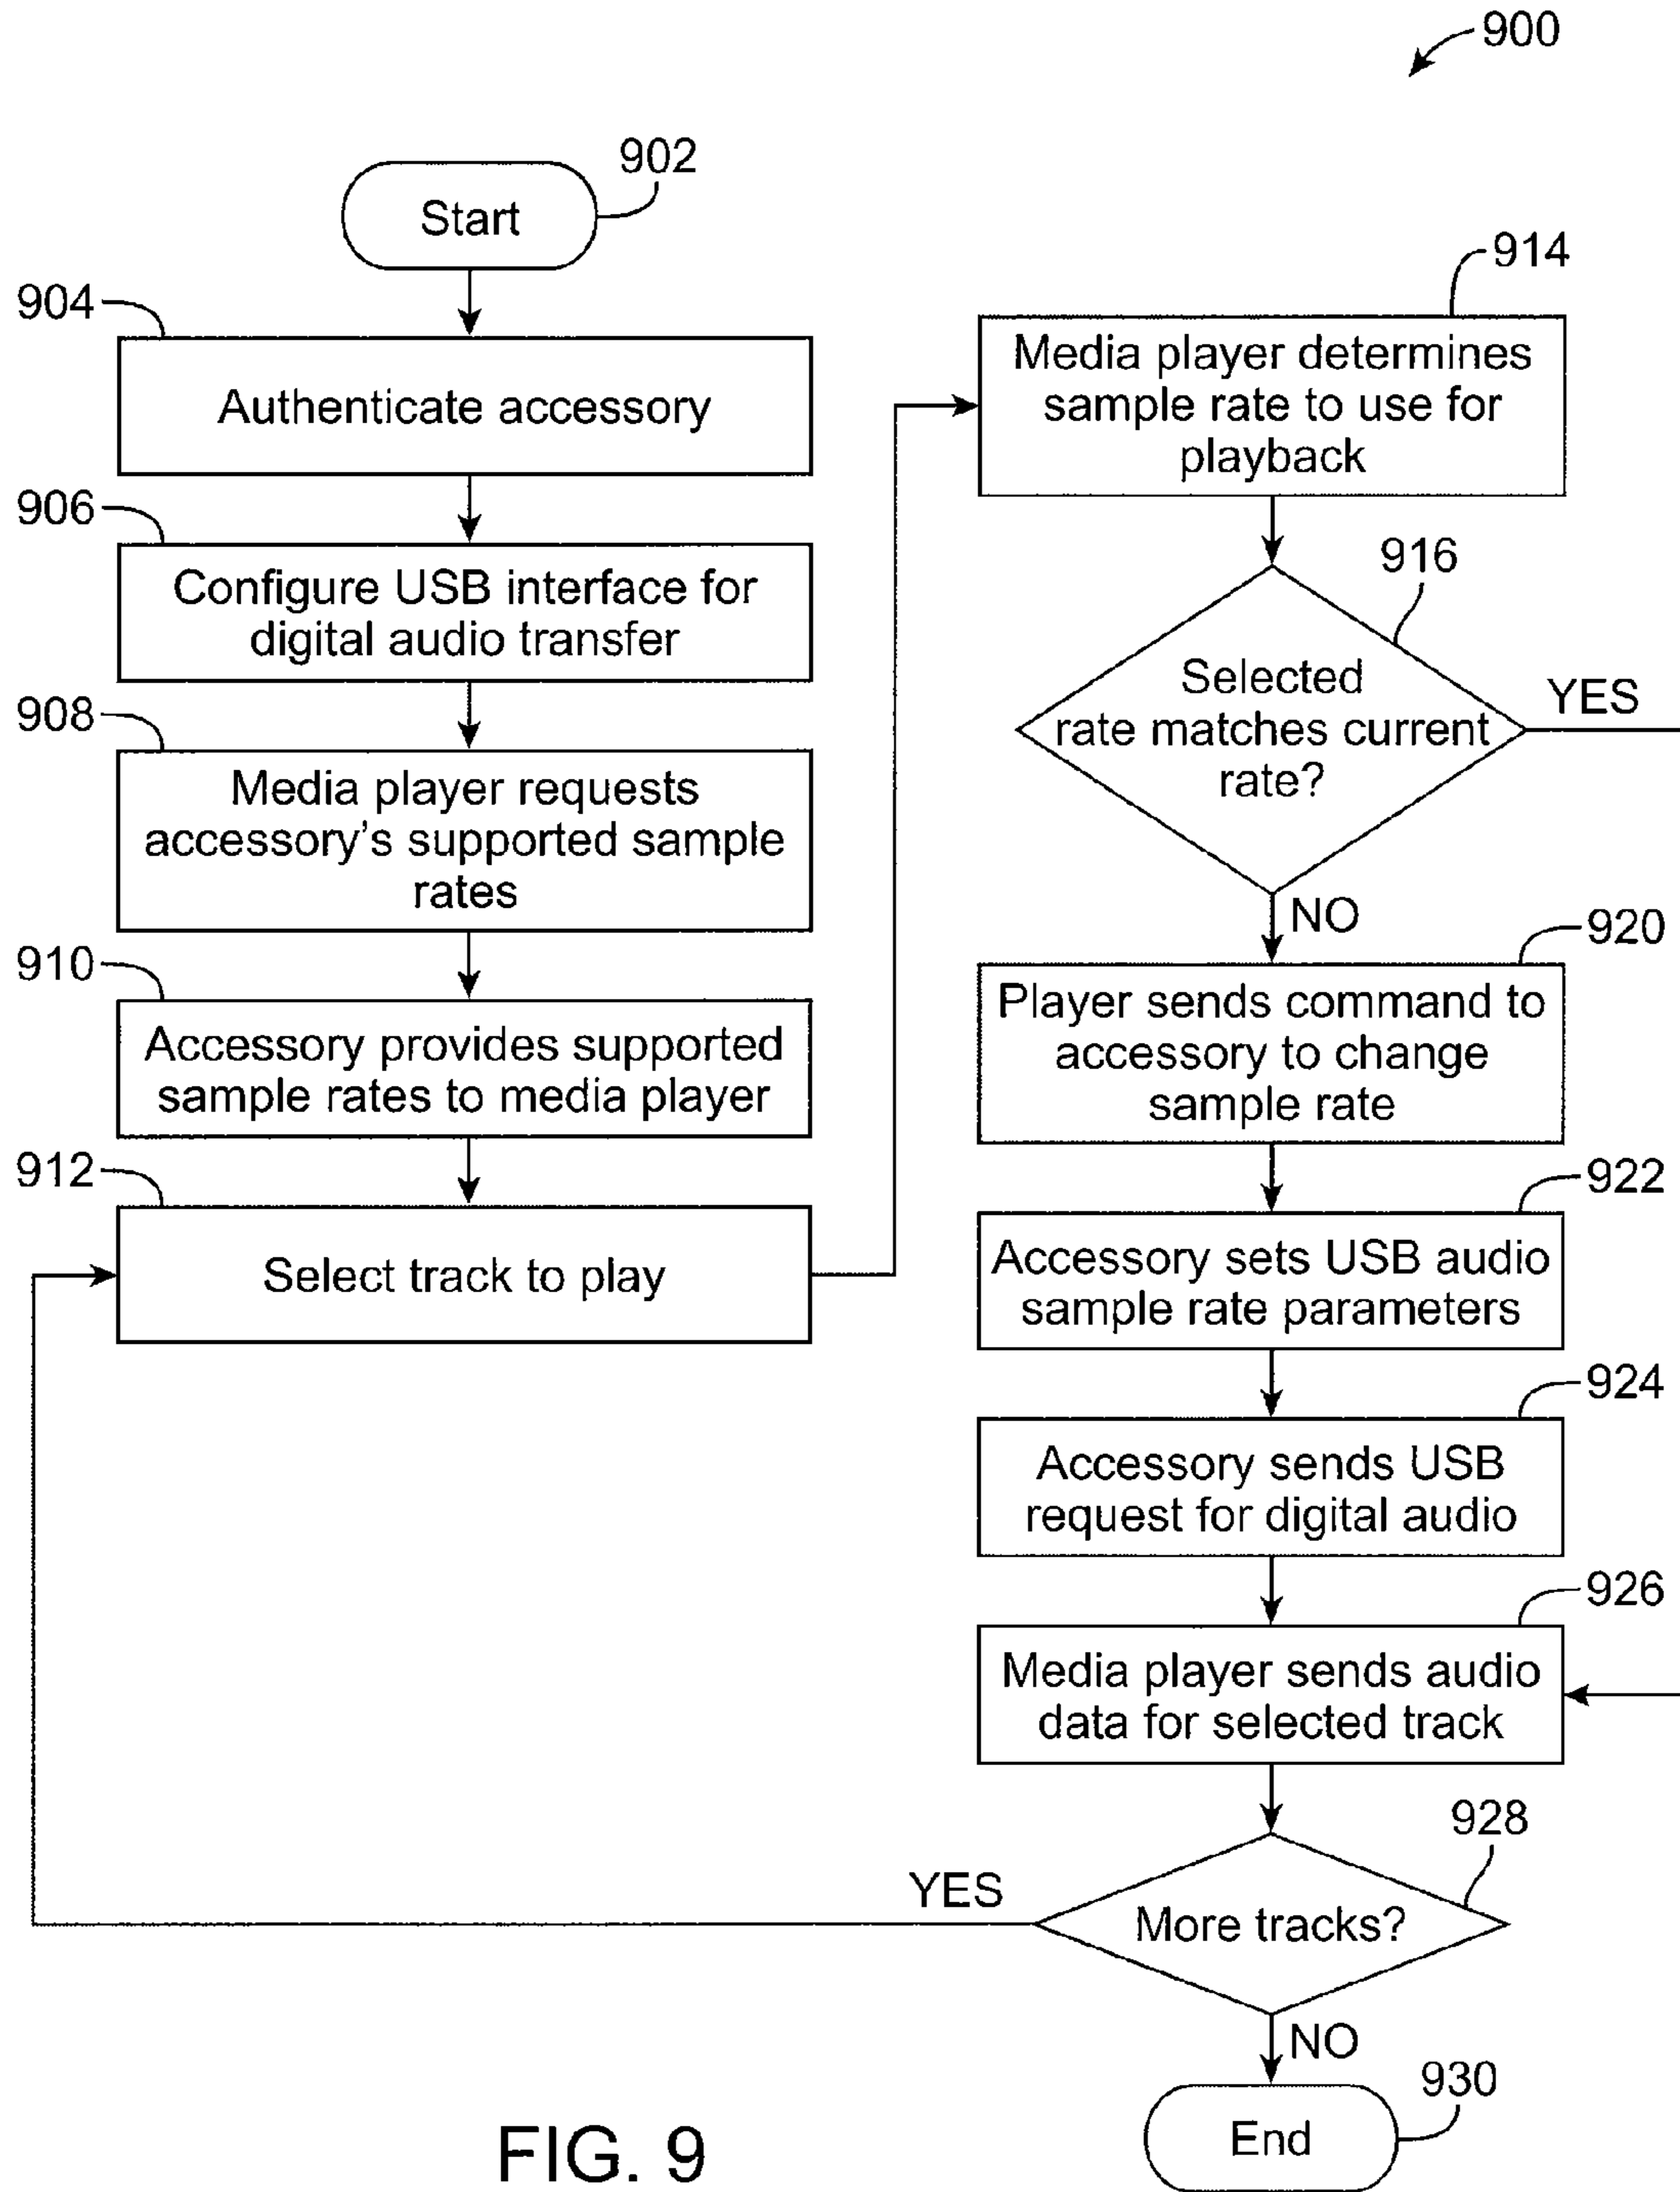 900
902
Start
904
Authenticate accessory
906
Configure USB interface for
digital audio transfer
908
Media player requests
accessory's supported sample
rates
910
Accessory provides supported
sample rates to media player
912
Select track to play
914
Media player determines
sample rate to use for
playback
916
Selected
rate matches current
rate?
YES
NO
920
Player sends command to
accessory to change
sample rate
922
Accessory sets USB audio
sample rate parameters
924
Accessory sends USB
request for digital audio
926
Media player sends audio
data for selected track
928
More tracks?
YES
NO
930
End
FIG. 9